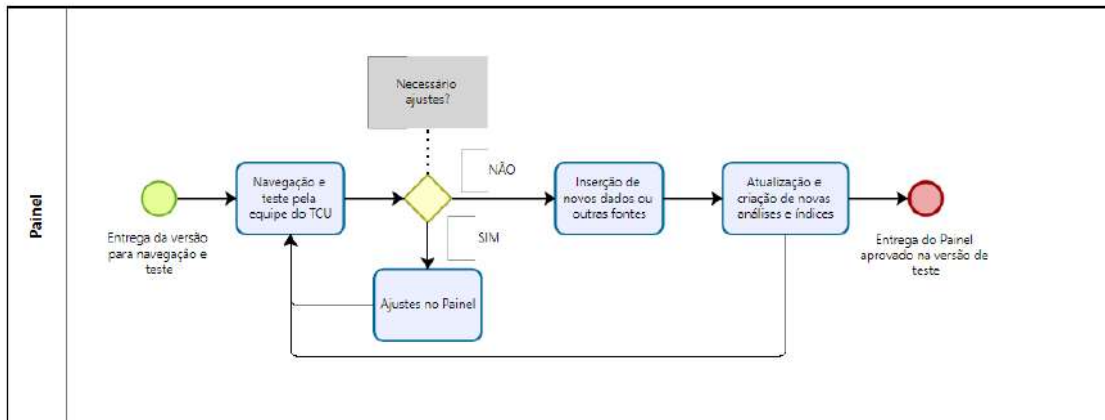 Painel
Necessário
ajustes?
NÃO
SIM
Navegação e
teste pela
equipe do TCU
Inserção de
novos dados ou
outras fontes
Atualização e
criação de novas
análises e índices
Entrega da versão
para navegação e
teste
Ajustes no Painel
Entrega do Painel
aprovado na versão de
teste